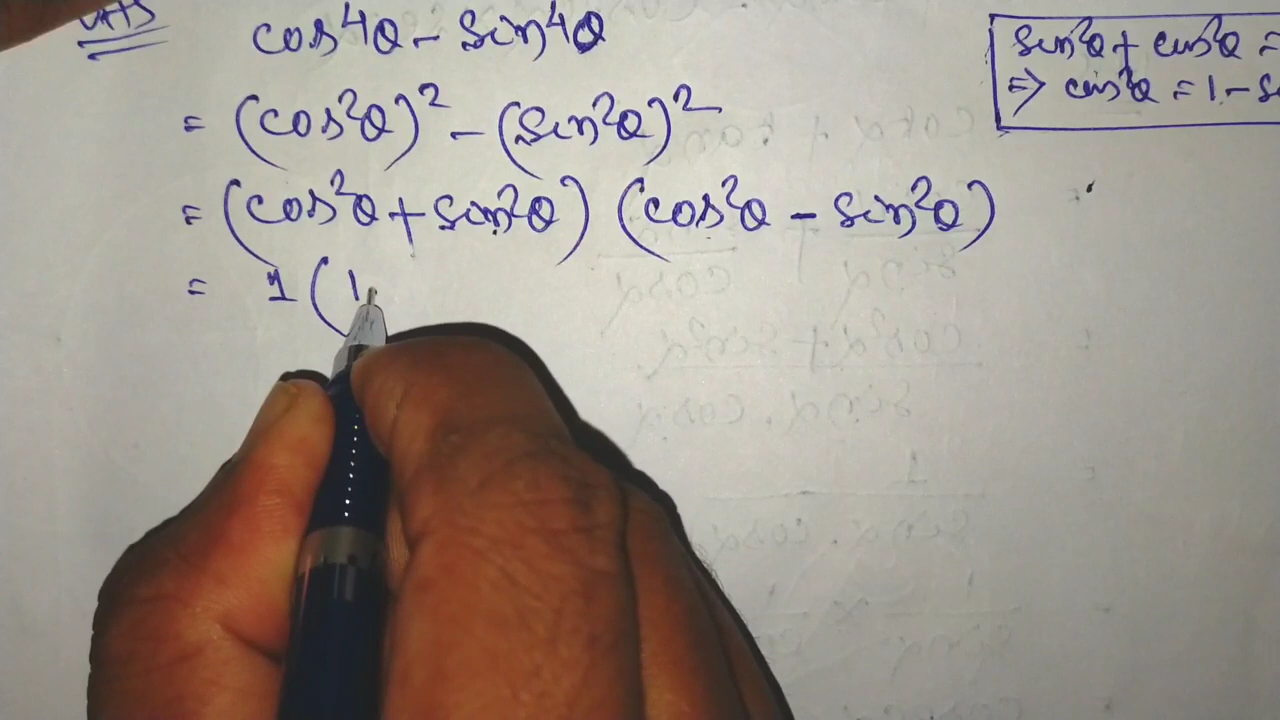 cos⁴θ - sin⁴θ
= (cos²θ)² - (sin²θ)²
= (cos²θ + sin²θ) (cos²θ - sin²θ)
= 1 (1
sin²θ + cos²θ =
⇒ cos²θ = 1 - s